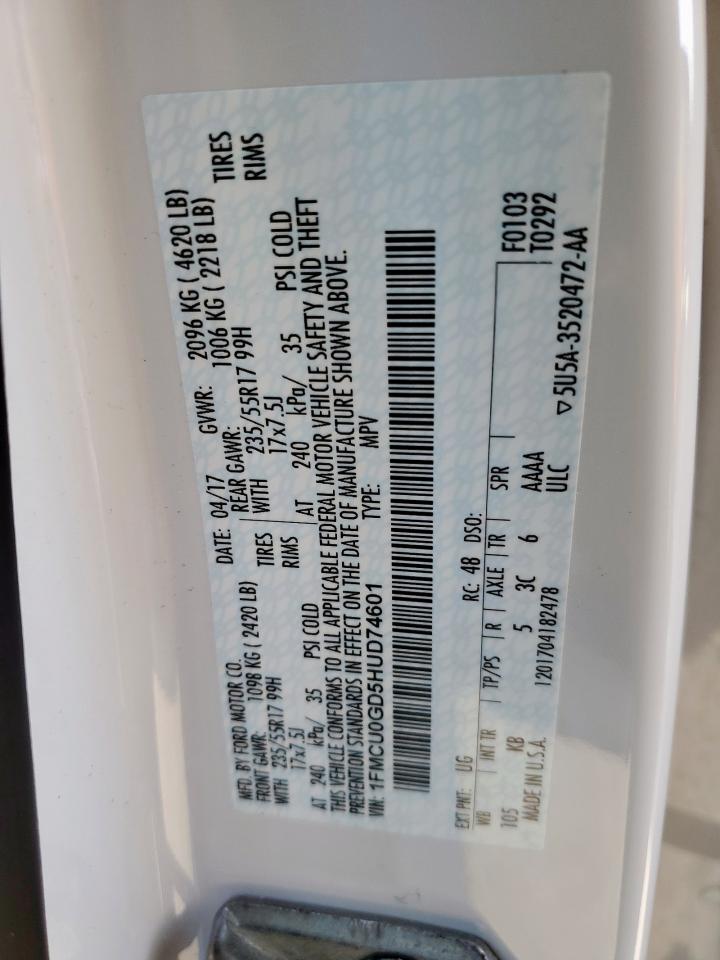 MFD. BY FORD MOTOR CO.
DATE: 04/17 GVWR: 2096 KG ( 4620 LB)
FRONT GAWR: 1098 KG ( 2420 LB) REAR GAWR: 1006 KG ( 2218 LB)
WITH 235/55R17 99H TIRES WITH 235/55R17 99H TIRES
17x7.5J RIMS 17x7.5J RIMS
AT 240 kPa/ 35 PSI COLD AT 240 kPa/ 35 PSI COLD
THIS VEHICLE CONFORMS TO ALL APPLICABLE FEDERAL MOTOR VEHICLE SAFETY AND THEFT
PREVENTION STANDARDS IN EFFECT ON THE DATE OF MANUFACTURE SHOWN ABOVE.
VIN: 1FMCU0GD5HUD74601 TYPE: MPV
EXT PNT: UG RC: 48 DSO:
WB INT TR TP/PS R AXLE TR SPR F0103
105 KB 5 3C 6 AAAA T0292
MADE IN U.S.A. 1201704182478 ULC ▽5U5A-3520472-AA